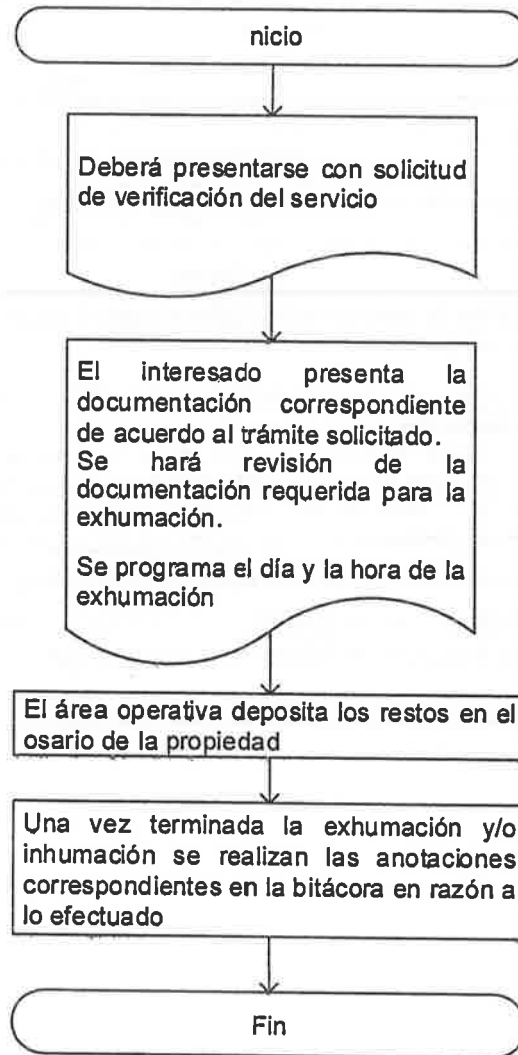 nicio
Deberá presentarse con solicitud
de verificación del servicio
El interesado presenta la
documentación correspondiente
de acuerdo al trámite solicitado.
Se hará revisión de la
documentación requerida para la
exhumación.
Se programa el día y la hora de la
exhumación
El área operativa deposita los restos en el
osario de la propiedad
Una vez terminada la exhumación y/o
inhumación se realizan las anotaciones
correspondientes en la bitácora en razón a
lo efectuado
Fin